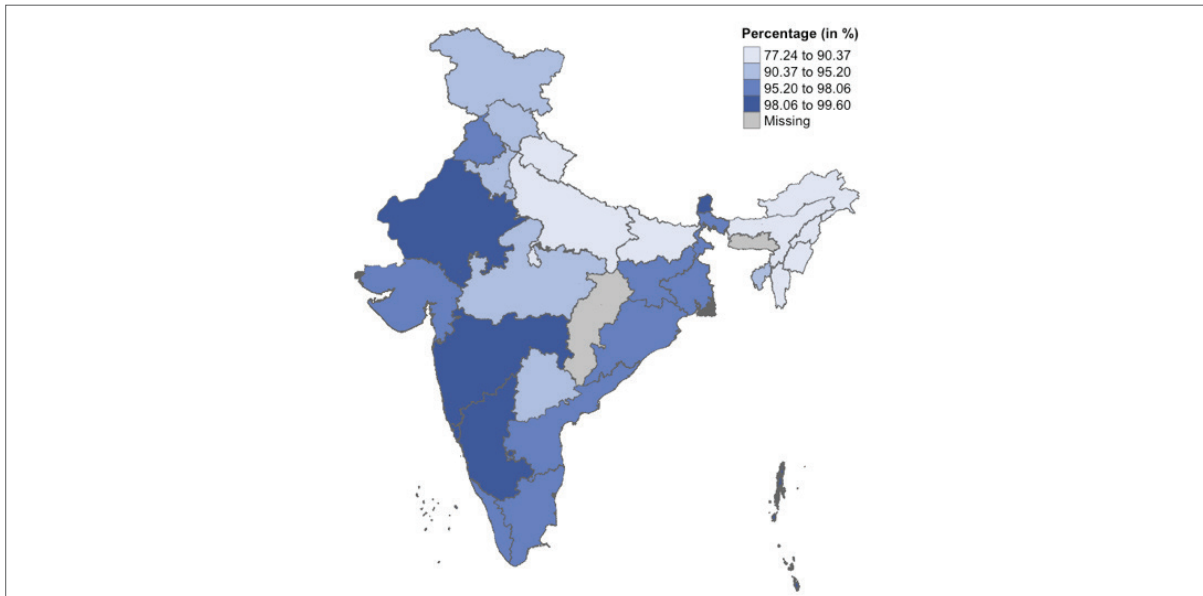 Percentage (in %)
77.24 to 90.37
90.37 to 95.20
95.20 to 98.06
98.06 to 99.60
Missing